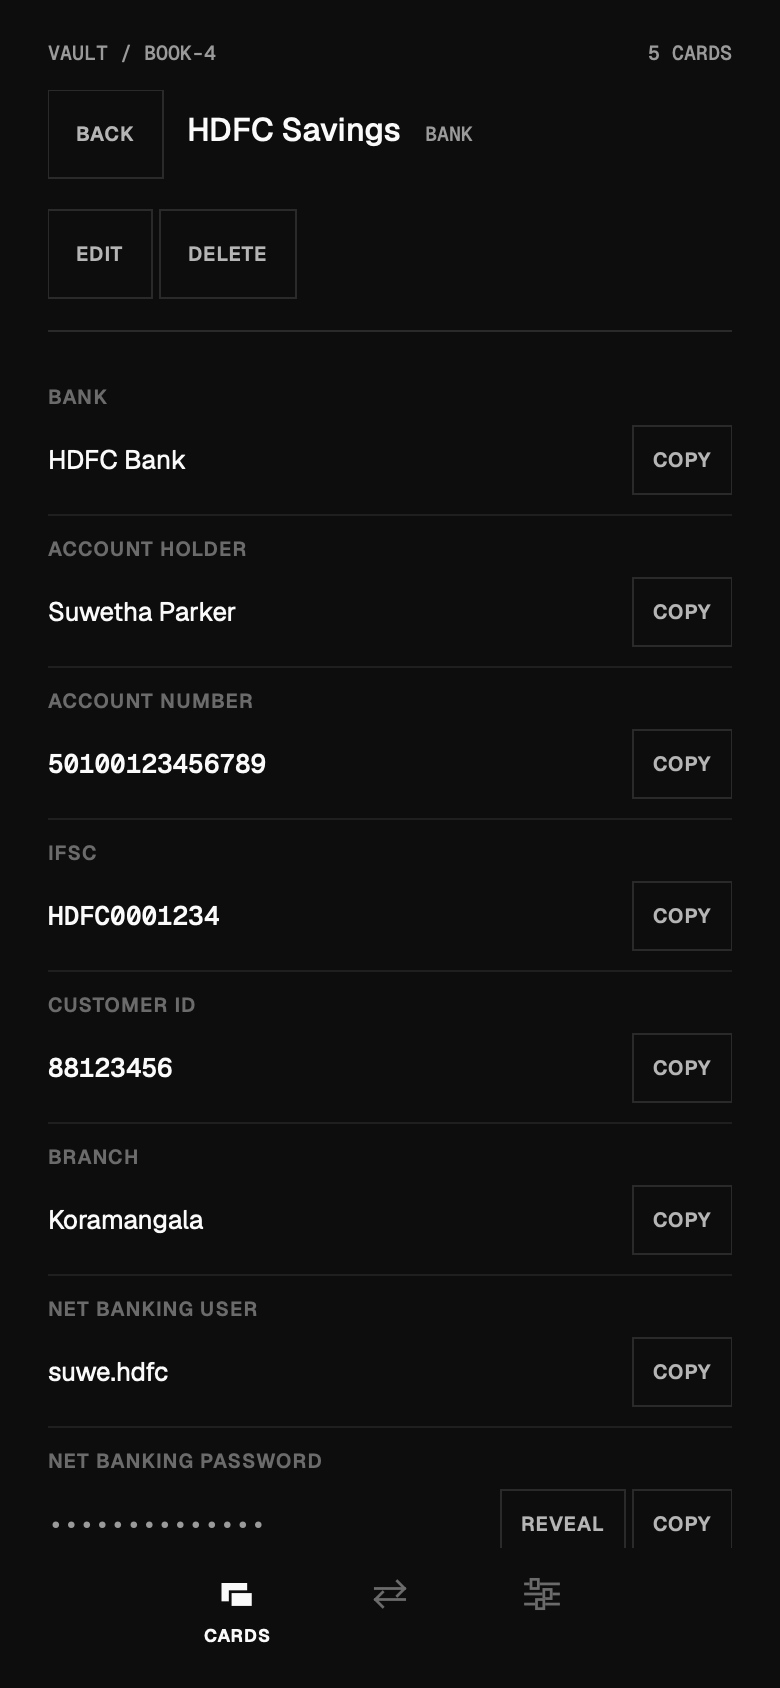 VAULT / BOOK-4
5 CARDS
BACK
HDFC Savings
BANK
EDIT
DELETE
BANK
HDFC Bank
COPY
ACCOUNT HOLDER
Suwetha Parker
COPY
ACCOUNT NUMBER
50100123456789
COPY
IFSC
HDFC0001234
COPY
CUSTOMER ID
88123456
COPY
BRANCH
Koramangala
COPY
NET BANKING USER
suwe.hdfc
COPY
NET BANKING PASSWORD
••••••••••••••
REVEAL
COPY
CARDS